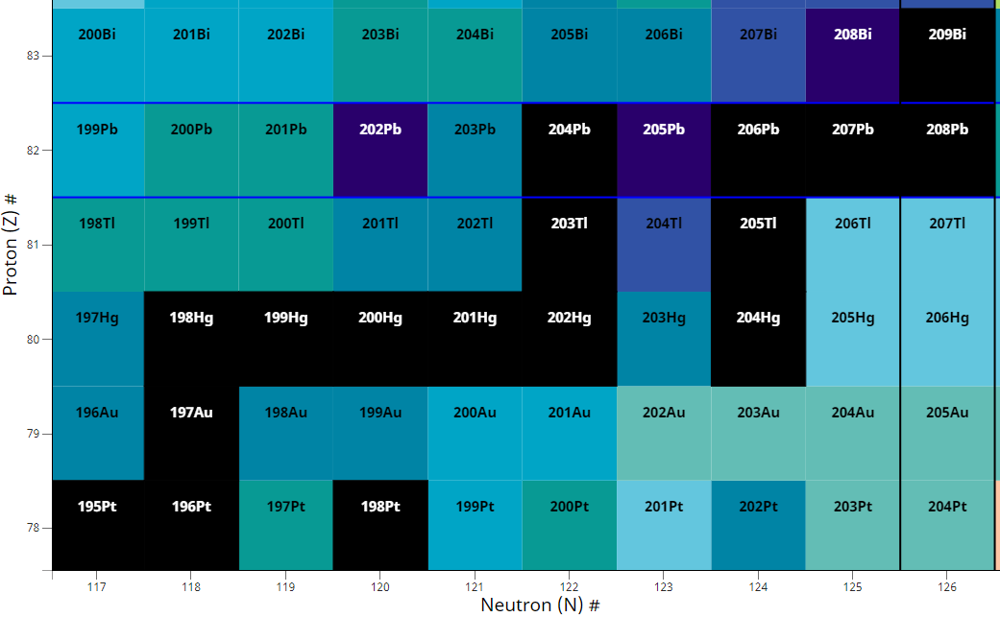 200Bi 201Bi 202Bi 203Bi 204Bi 205Bi 206Bi 207Bi 208Bi 209Bi
83
199Pb 200Pb 201Pb 202Pb 203Pb 204Pb 205Pb 206Pb 207Pb 208Pb
82
Proton (Z) #
198Tl 199Tl 200Tl 201Tl 202Tl 203Tl 204Tl 205Tl 206Tl 207Tl
81
197Hg 198Hg 199Hg 200Hg 201Hg 202Hg 203Hg 204Hg 205Hg 206Hg
80
196Au 197Au 198Au 199Au 200Au 201Au 202Au 203Au 204Au 205Au
79
195Pt 196Pt 197Pt 198Pt 199Pt 200Pt 201Pt 202Pt 203Pt 204Pt
78
117 118 119 120 121 122 123 124 125 126
Neutron (N) #